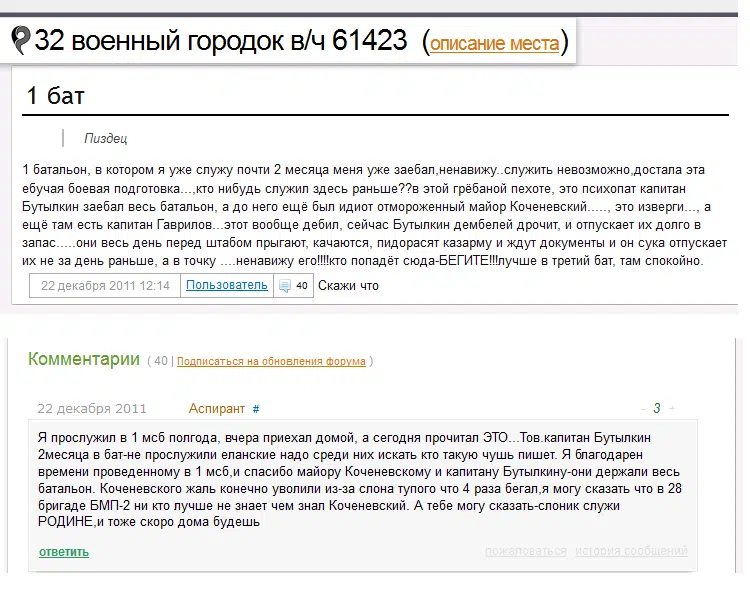 32 военный городок в/ч 61423 (описание места)
1 бат
Пиздец
1 батальон, в котором я уже служу почти 2 месяца меня уже заебал,ненавижу..служить невозможно,достала эта
ебучая боевая подготовка...,кто нибудь служил здесь раньше??в этой грёбаной пехоте, это психопат капитан
Бутылкин заебал весь батальон, а до него ещё был идиот отмороженный майор Коченевский....., это изверги..., а
ещё там есть капитан Гаврилов...этот вообще дебил, сейчас Бутылкин дембелей дрочит, и отпускает их долго в
запас.....они весь день перед штабом прыгают, качаются, пидорасят казарму и ждут документы и он сука отпускает
их не за день раньше, а в точку ....ненавижу его!!!!кто попадёт сюда-БЕГИТЕ!!!лучше в третий бат, там спокойно.
22 декабря 2011 12:14 Пользователь 40 Скажи что
Комментарии ( 40 | Подписаться на обновления форума )
22 декабря 2011 Аспирант # - 3 +
Я прослужил в 1 мсб полгода, вчера приехал домой, а сегодня прочитал ЭТО...Тов.капитан Бутылкин
2месяца в бат-не прослужили еланские надо среди них искать кто такую чушь пишет. Я благодарен
времени проведенному в 1 мсб,и спасибо майору Коченевскому и капитану Бутылкину-они держали весь
батальон. Коченевского жаль конечно уволили из-за слона тупого что 4 раза бегал,я могу сказать что в 28
бригаде БМП-2 ни кто лучше не знает чем знал Коченевский. А тебе могу сказать-слоник служи
РОДИНЕ,и тоже скоро дома будешь
ответить пожаловаться история сообщений